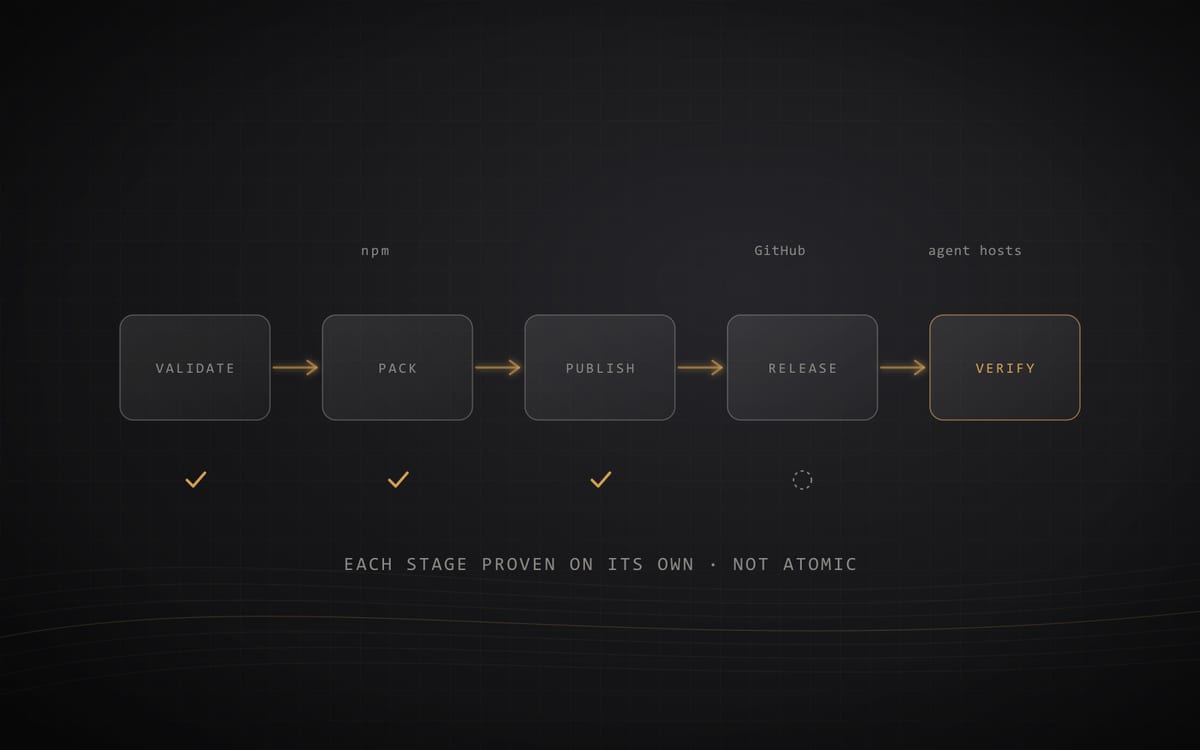 npm
GitHub
agent hosts
VALIDATE
PACK
PUBLISH
RELEASE
VERIFY
EACH STAGE PROVEN ON ITS OWN · NOT ATOMIC